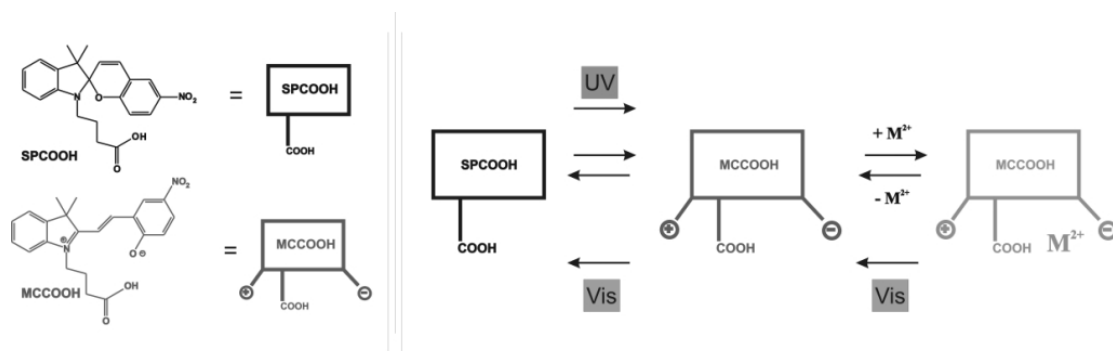 NO₂
N
O
OH
O
SPCOOH
=
SPCOOH
COOH
NO₂
N
⊕
O ⊖
OH
O
MCCOOH
=
MCCOOH
⊕
⊖
COOH
UV
SPCOOH
COOH
MCCOOH
⊕
⊖
COOH
+ M²⁺
- M²⁺
MCCOOH
⊕
⊖
COOH M²⁺
Vis
Vis